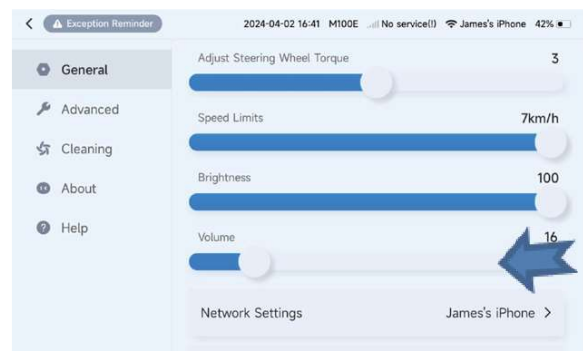 Exception Reminder 2024-04-02 16:41 M100E No service(!) James's iPhone 42%
General
Advanced
Cleaning
About
Help
Adjust Steering Wheel Torque 3
Speed Limits 7km/h
Brightness 100
Volume 16
Network Settings James's iPhone >